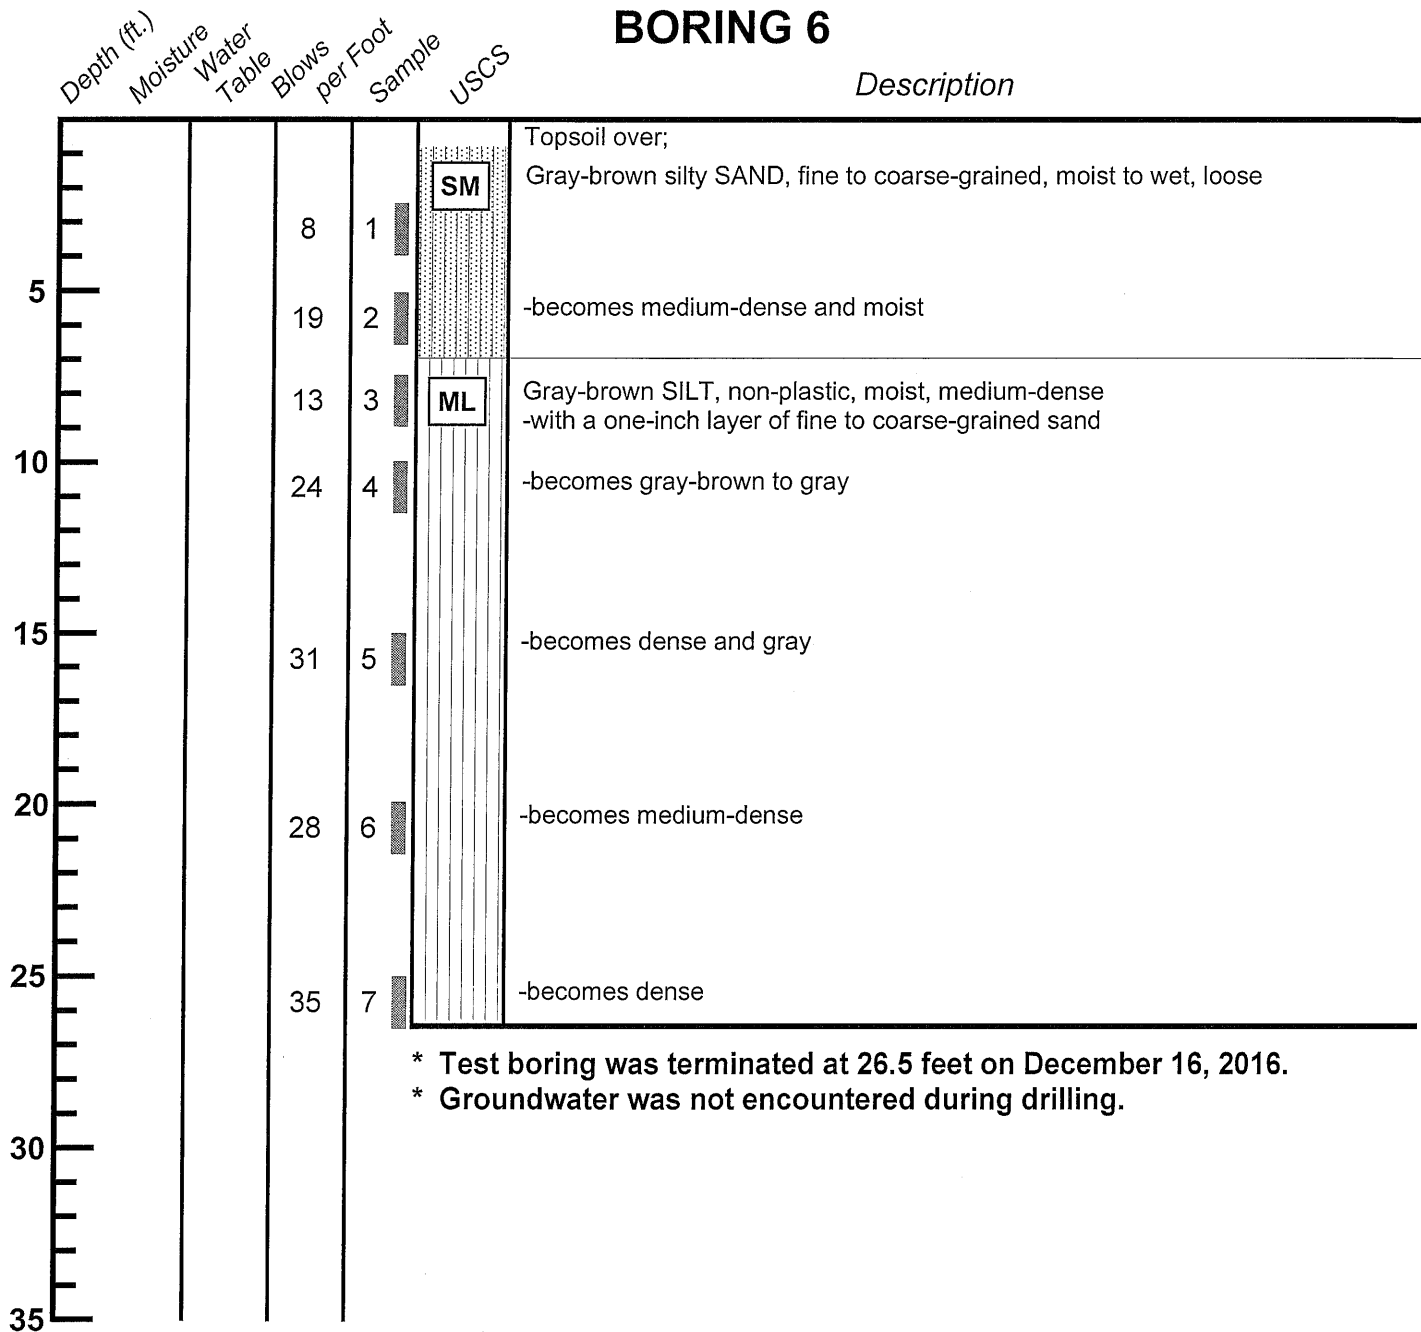 BORING 6
Depth (ft.)
Moisture
Water
Table
Blows
per Foot
Sample
USCS
Description
Topsoil over;
SM
Gray-brown silty SAND, fine to coarse-grained, moist to wet, loose
8 1
5
19 2
-becomes medium-dense and moist
13 3
ML
Gray-brown SILT, non-plastic, moist, medium-dense
-with a one-inch layer of fine to coarse-grained sand
10
24 4
-becomes gray-brown to gray
15
31 5
-becomes dense and gray
20
28 6
-becomes medium-dense
25
35 7
-becomes dense
* Test boring was terminated at 26.5 feet on December 16, 2016.
* Groundwater was not encountered during drilling.
30
35